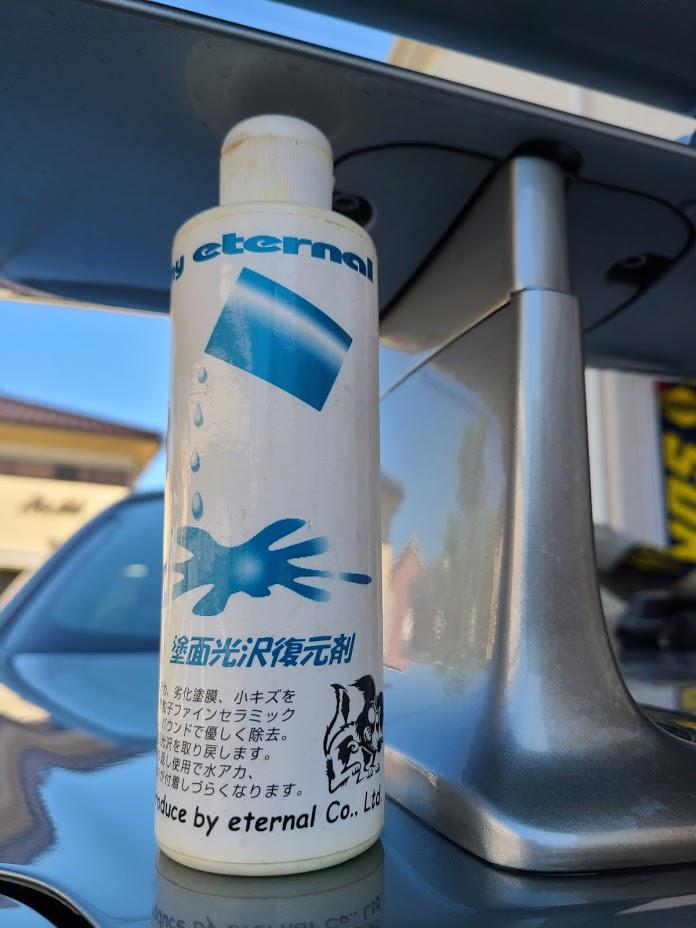 by eternal
塗面光沢復元剤
劣化塗膜、小キズを
粒子ファインセラミック
パウンドで優しく除去。
光沢を取り戻します。
返し使用で水アカ、
が付着しづらくなります。
produce by eternal Co., Ltd